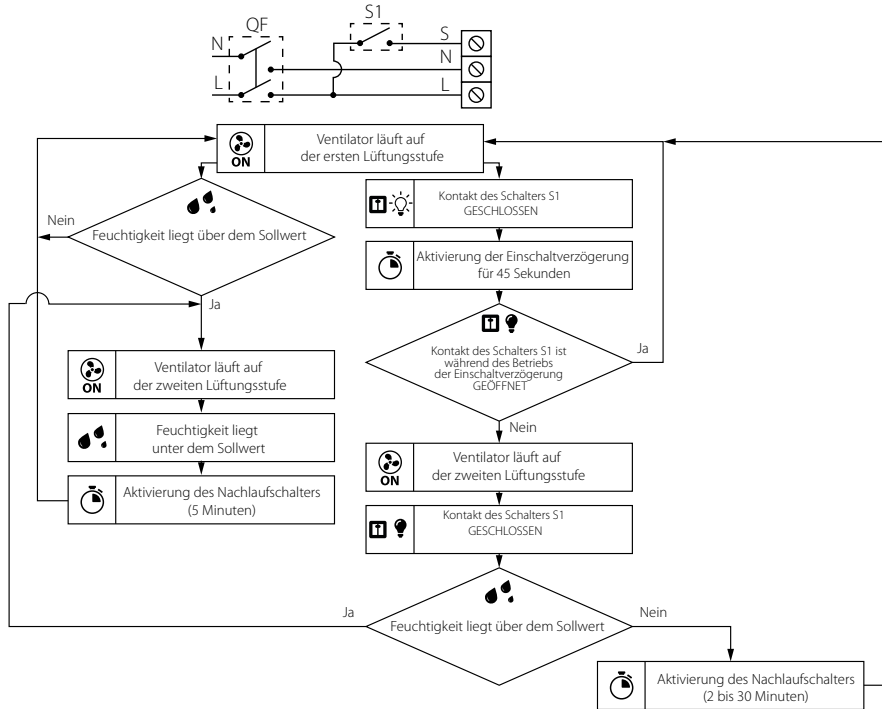 QF
S1
N
L
S
N
L
ON
Ventilator läuft auf
der ersten Lüftungsstufe
Nein
Feuchtigkeit liegt über dem Sollwert
Ja
Kontakt des Schalters S1
GESCHLOSSEN
Aktivierung der Einschaltverzögerung
für 45 Sekunden
Kontakt des Schalters S1 ist
während des Betriebs
der Einschaltverzögerung
GEÖFFNET
Ja
Nein
ON
Ventilator läuft auf
der zweiten Lüftungsstufe
Feuchtigkeit liegt
unter dem Sollwert
Aktivierung des Nachlaufschalters
(5 Minuten)
ON
Ventilator läuft auf
der zweiten Lüftungsstufe
Kontakt des Schalters S1
GESCHLOSSEN
Ja
Feuchtigkeit liegt über dem Sollwert
Nein
Aktivierung des Nachlaufschalters
(2 bis 30 Minuten)